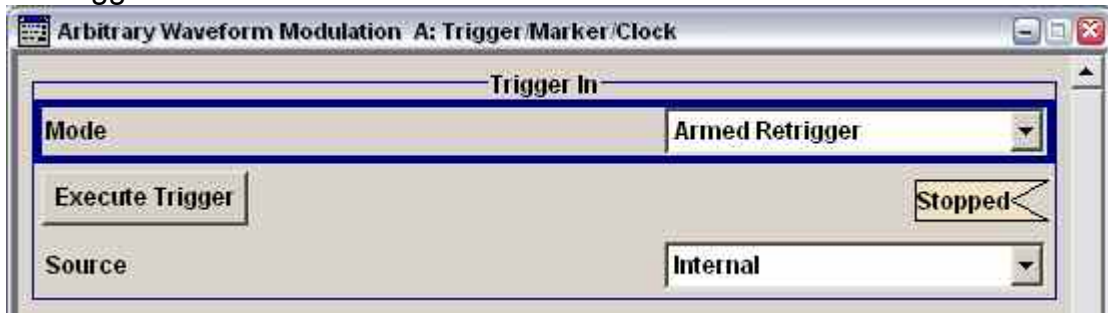 Arbitrary Waveform Modulation A: Trigger/Marker/Clock
Trigger In
Mode Armed Retrigger
Execute Trigger Stopped
Source Internal